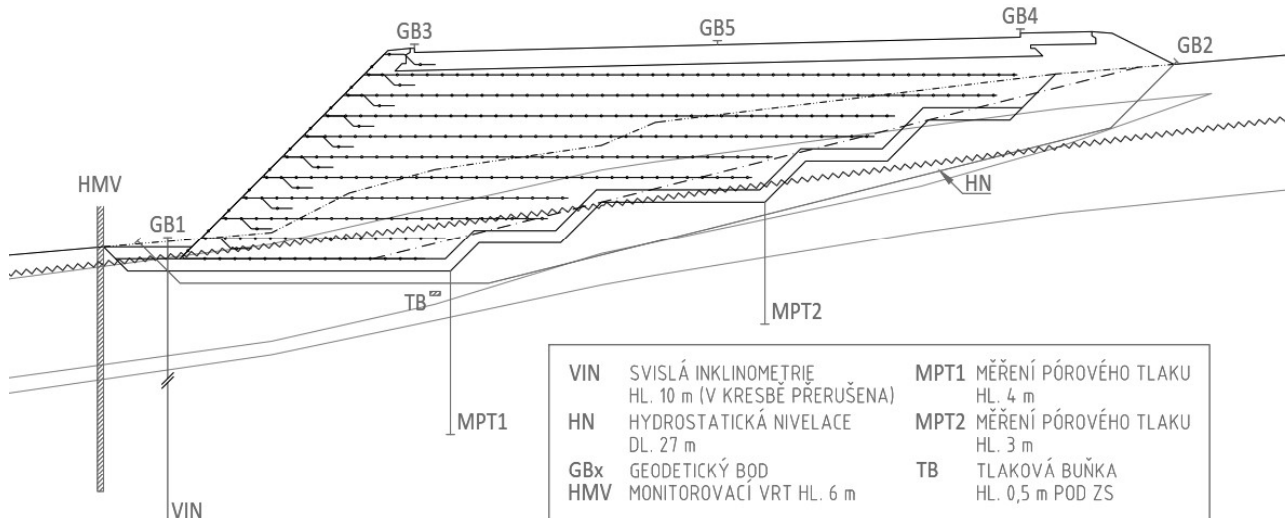 GB3
GB5
GB4
GB2
HMV
GB1
HN
TB
MPT2
MPT1
VIN
VIN SVISLÁ INKLINOMETRIE
HL. 10 m (V KRESBĚ PŘERUŠENA)
HN HYDROSTATICKÁ NIVELACE
DL. 27 m
GBx GEODETICKÝ BOD
HMV MONITOROVACÍ VRT HL. 6 m
MPT1 MĚŘENÍ PÓROVÉHO TLAKU
HL. 4 m
MPT2 MĚŘENÍ PÓROVÉHO TLAKU
HL. 3 m
TB TLAKOVÁ BUŇKA
HL. 0,5 m POD ZS